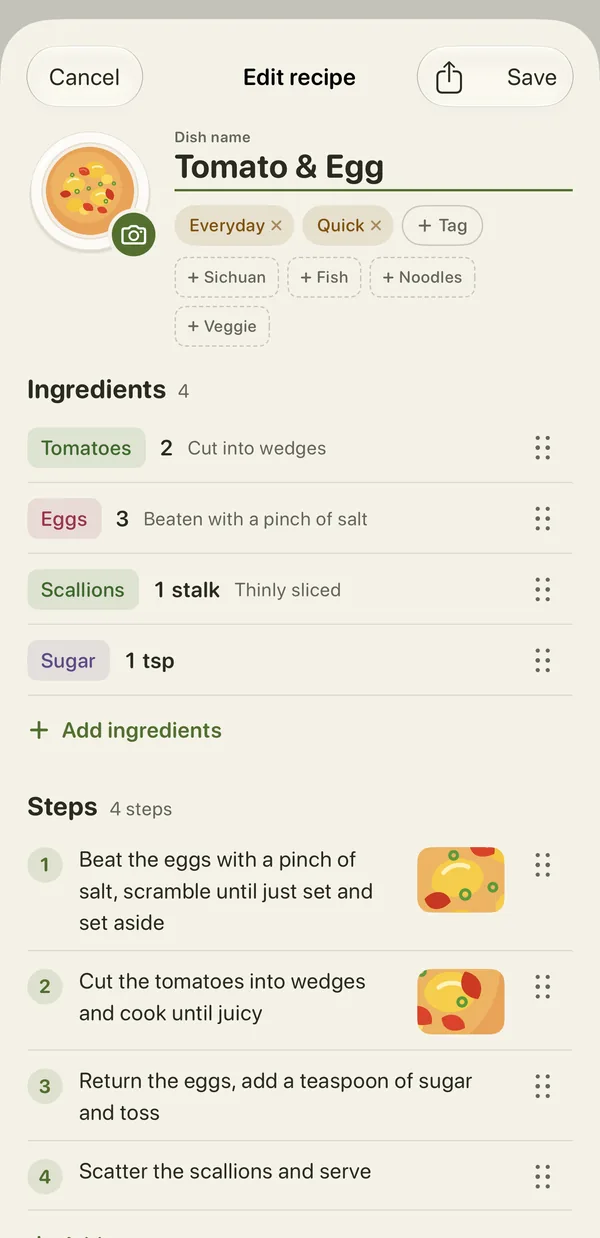 Cancel
Edit recipe
Save
Dish name
Tomato & Egg
Everyday ×
Quick ×
+ Tag
+ Sichuan
+ Fish
+ Noodles
+ Veggie
Ingredients 4
Tomatoes 2 Cut into wedges
Eggs 3 Beaten with a pinch of salt
Scallions 1 stalk Thinly sliced
Sugar 1 tsp
+ Add ingredients
Steps 4 steps
1 Beat the eggs with a pinch of
salt, scramble until just set and
set aside
2 Cut the tomatoes into wedges
and cook until juicy
3 Return the eggs, add a teaspoon of sugar
and toss
4 Scatter the scallions and serve